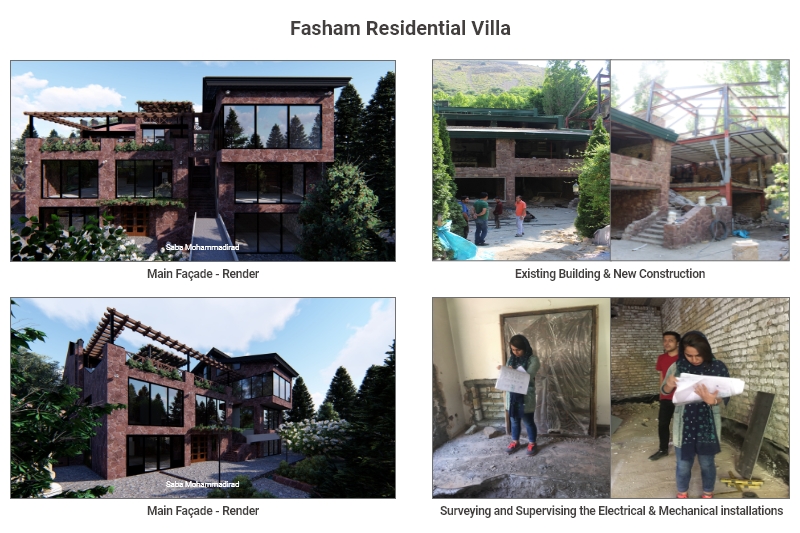 Fasham Residential Villa
Saba Mohammadirad
Main Façade - Render
Existing Building & New Construction
Saba Mohammadirad
Main Façade - Render
Surveying and Supervising the Electrical & Mechanical installations